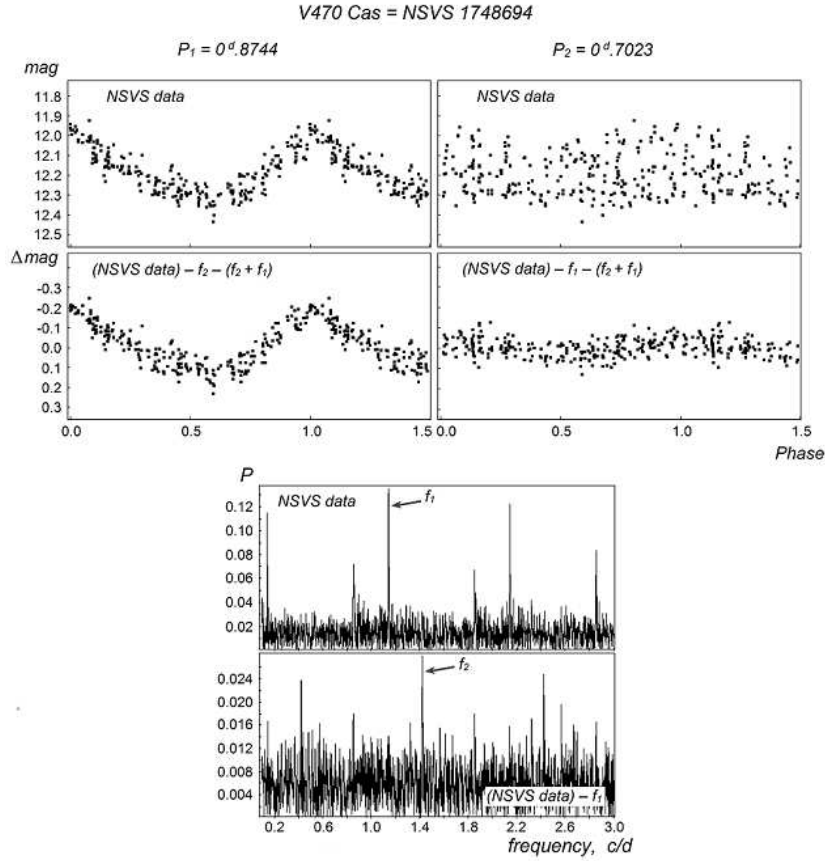 V470 Cas = NSVS 1748694
P₁ = 0ᵈ.8744
P₂ = 0ᵈ.7023
mag
NSVS data
NSVS data
11.8
11.9
12.0
12.1
12.2
12.3
12.4
12.5
Δ mag
(NSVS data) – f₂ – (f₂ + f₁)
(NSVS data) – f₁ – (f₂ + f₁)
-0.3
-0.2
-0.1
0.0
0.1
0.2
0.3
0.0 0.5 1.0 1.5
0.0 0.5 1.0 1.5
Phase
P
NSVS data
f₁
0.12
0.10
0.08
0.06
0.04
0.02
f₂
0.024
0.020
0.016
0.012
0.008
0.004
(NSVS data) – f₁
0.2 0.6 1.0 1.4 1.8 2.2 2.6 3.0
frequency, c/d